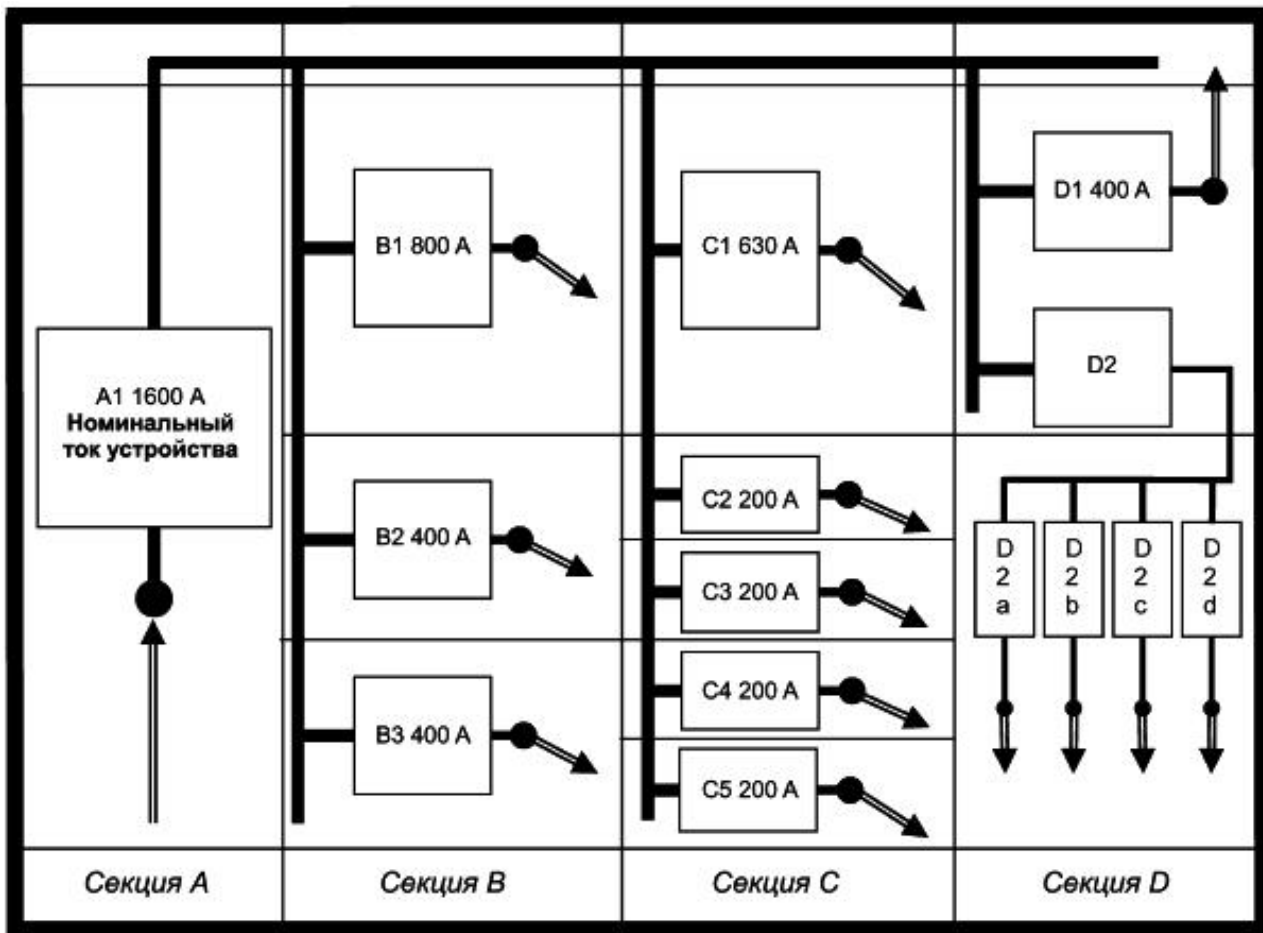 A1 1600 A
Номинальный
ток устройства
Секция A
B1 800 A
B2 400 A
B3 400 A
Секция B
C1 630 A
C2 200 A
C3 200 A
C4 200 A
C5 200 A
Секция C
D1 400 A
D2
D
2
a
D
2
b
D
2
c
D
2
d
Секция D